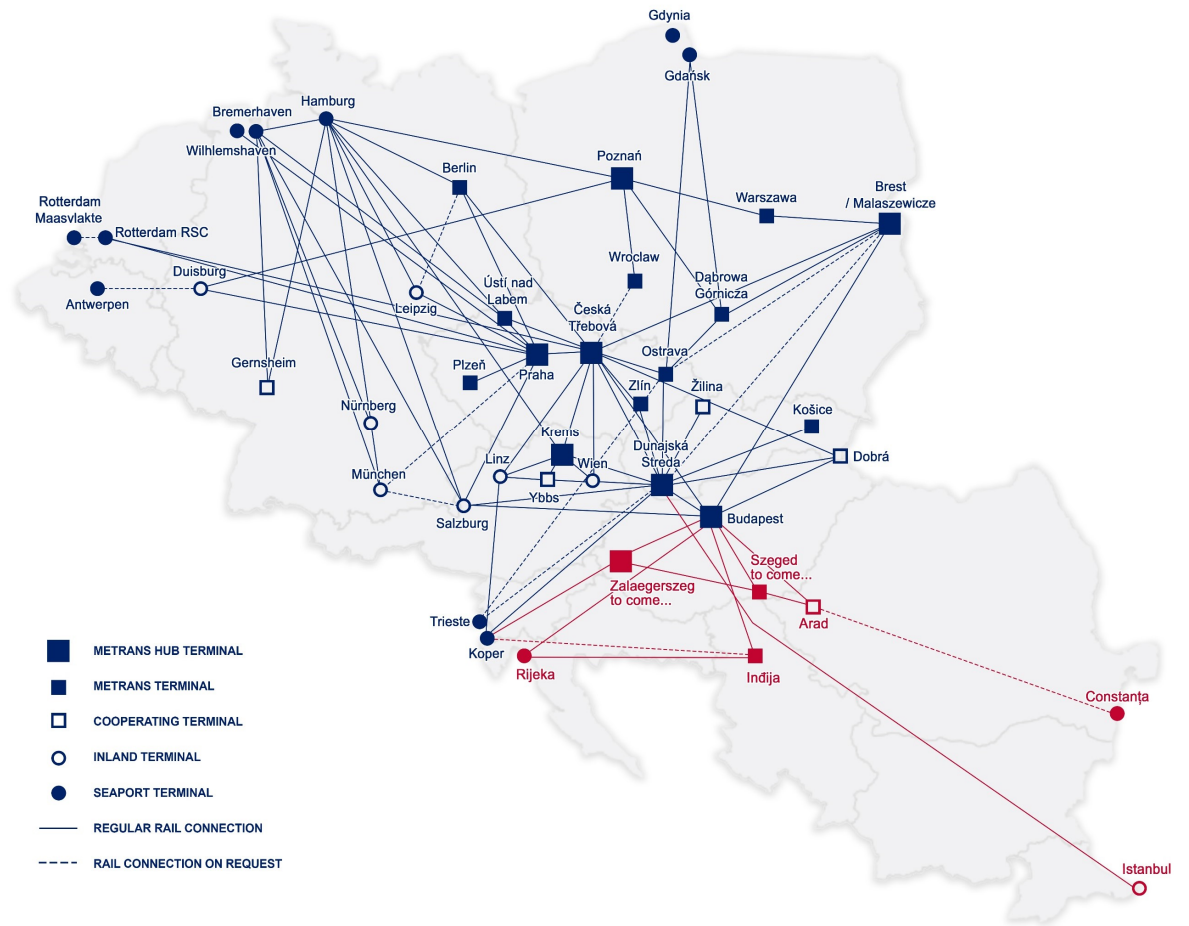 Gdynia
Gdańsk
Hamburg
Bremerhaven
Wilhlemshaven
Poznań
Berlin
Warszawa
Brest
/ Malaszewicze
Rotterdam
Maasvlakte
Rotterdam RSC
Duisburg
Antwerpen
Wroclaw
Dąbrowa
Górnicza
Ústí nad
Labem
Leipzig
Česká
Třebová
Ostrava
Gernsheim
Plzeň
Praha
Zlín
Žilina
Nürnberg
Košice
Krems
Dunajská
Streda
Dobrá
Linz
Wien
München
Ybbs
Salzburg
Budapest
Szeged
to come...
Zalaegerszeg
to come...
Arad
Trieste
Koper
Rijeka
Inđija
Constanța
Istanbul
METRANS HUB TERMINAL
METRANS TERMINAL
COOPERATING TERMINAL
INLAND TERMINAL
SEAPORT TERMINAL
REGULAR RAIL CONNECTION
RAIL CONNECTION ON REQUEST